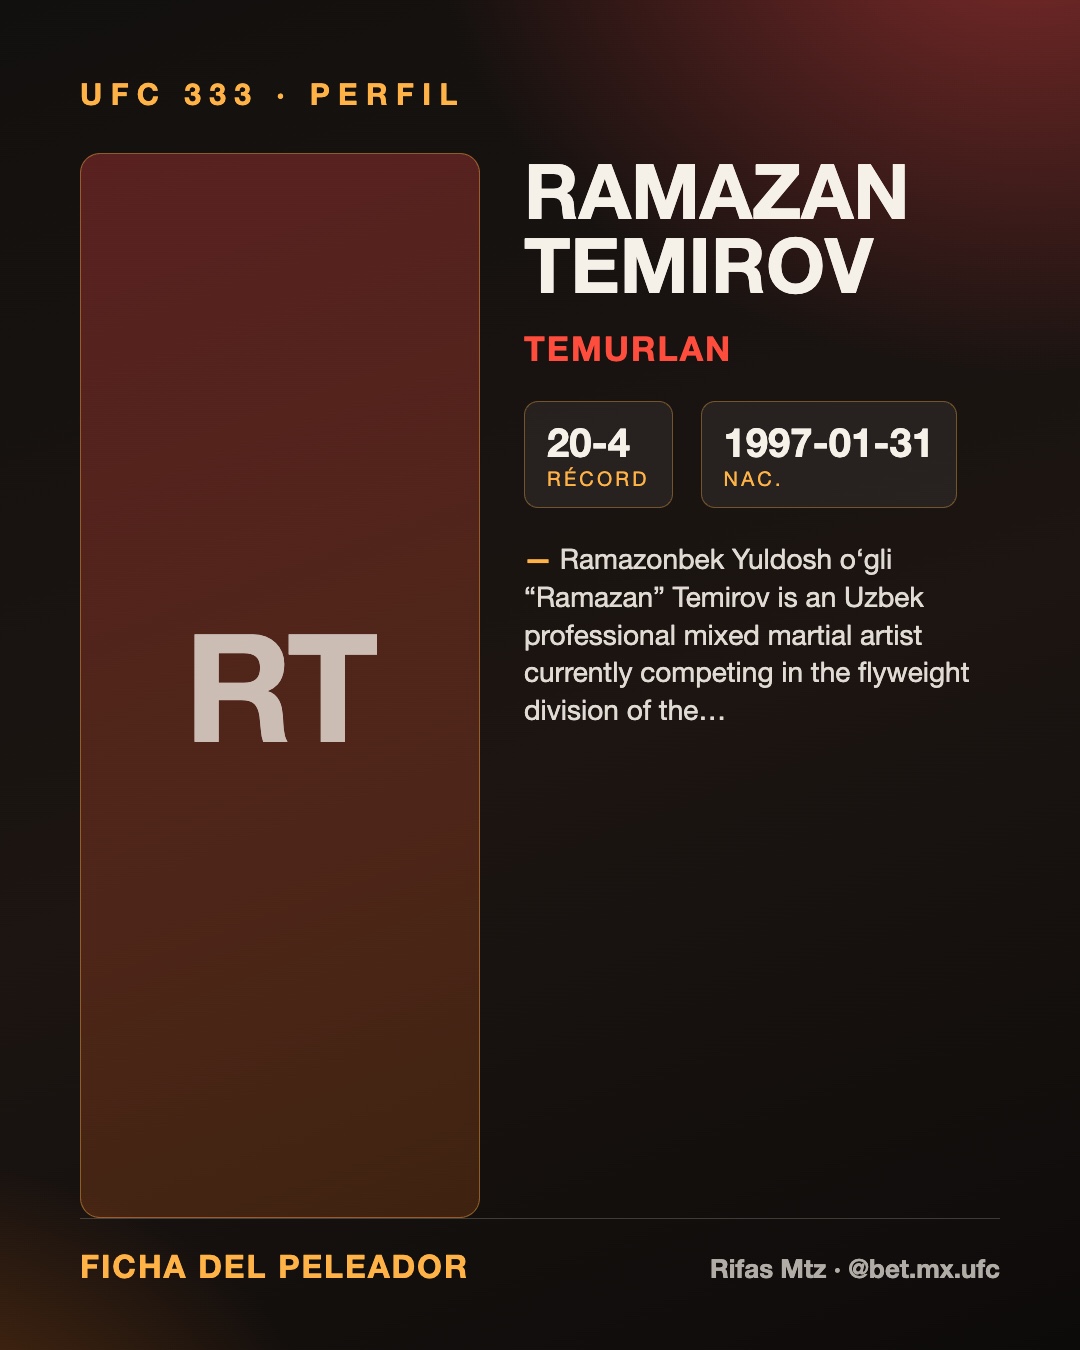 UFC 333 · PERFIL
RAMAZAN
TEMIROV
TEMURLAN
20-4
RÉCORD
1997-01-31
NAC.
— Ramazonbek Yuldosh oʻgli
“Ramazan” Temirov is an Uzbek
professional mixed martial artist
currently competing in the flyweight
division of the…
RT
FICHA DEL PELEADOR
Rifas Mtz · @bet.mx.ufc